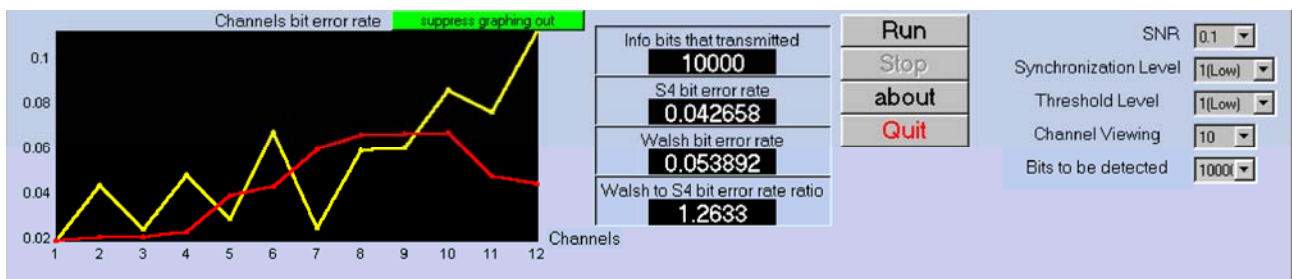 Channels bit error rate
suppress graphing out
0.1
0.08
0.06
0.04
0.02
1 2 3 4 5 6 7 8 9 10 11 12
Channels
Info bits that transmitted
10000
S4 bit error rate
0.042658
Walsh bit error rate
0.053892
Walsh to S4 bit error rate ratio
1.2633
Run
Stop
about
Quit
SNR 0.1
Synchronization Level 1(Low)
Threshold Level 1(Low)
Channel Viewing 10
Bits to be detected 1000(